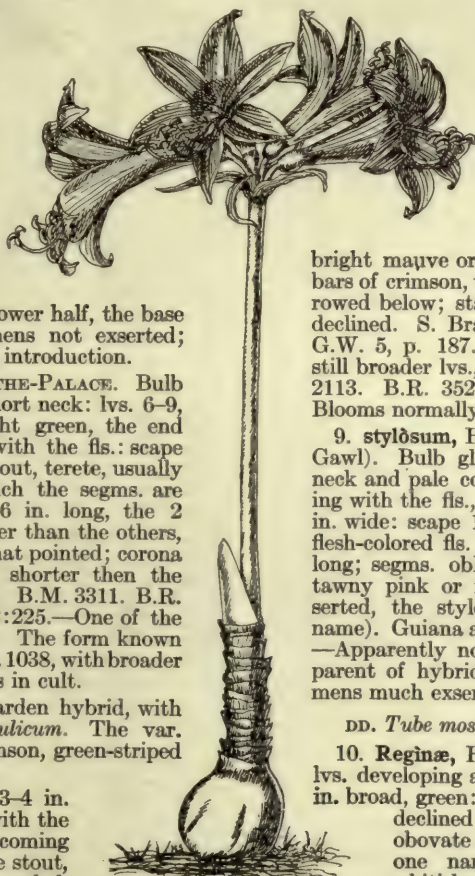 ower half, the base
ens not exserted;
introduction.
THE-PALACE. Bulb
ort neck: lvs. 6–9,
ht green, the end
with the fls.: scape
out, terete, usually
ch the segms. are
6 in. long, the 2
er than the others,
at pointed; corona
shorter then the
B.M. 3311. B.R.
:225.—One of the
The form known
1038, with broader
s in cult.
arden hybrid, with
ulicum. The var.
nson, green-striped
3–4 in.
with the
coming
e stout,
bright mauve or
bars of crimson,
rowed below; sta
declined. S. Bra
G.W. 5, p. 187.
still broader lvs.,
2113. B.R. 352
Blooms normally
9. stylòsum, H
Gawl). Bulb gl
neck and pale co
ing with the fls.,
in. wide: scape
flesh-colored fls.
long; segms. obl
tawny pink or
serted, the styl
name). Guiana s
—Apparently no
parent of hybrid
mens much exser
DD. Tube mos
10. Regìnæ, H
lvs. developing a
in. broad, green:
declined
obovate
one nar